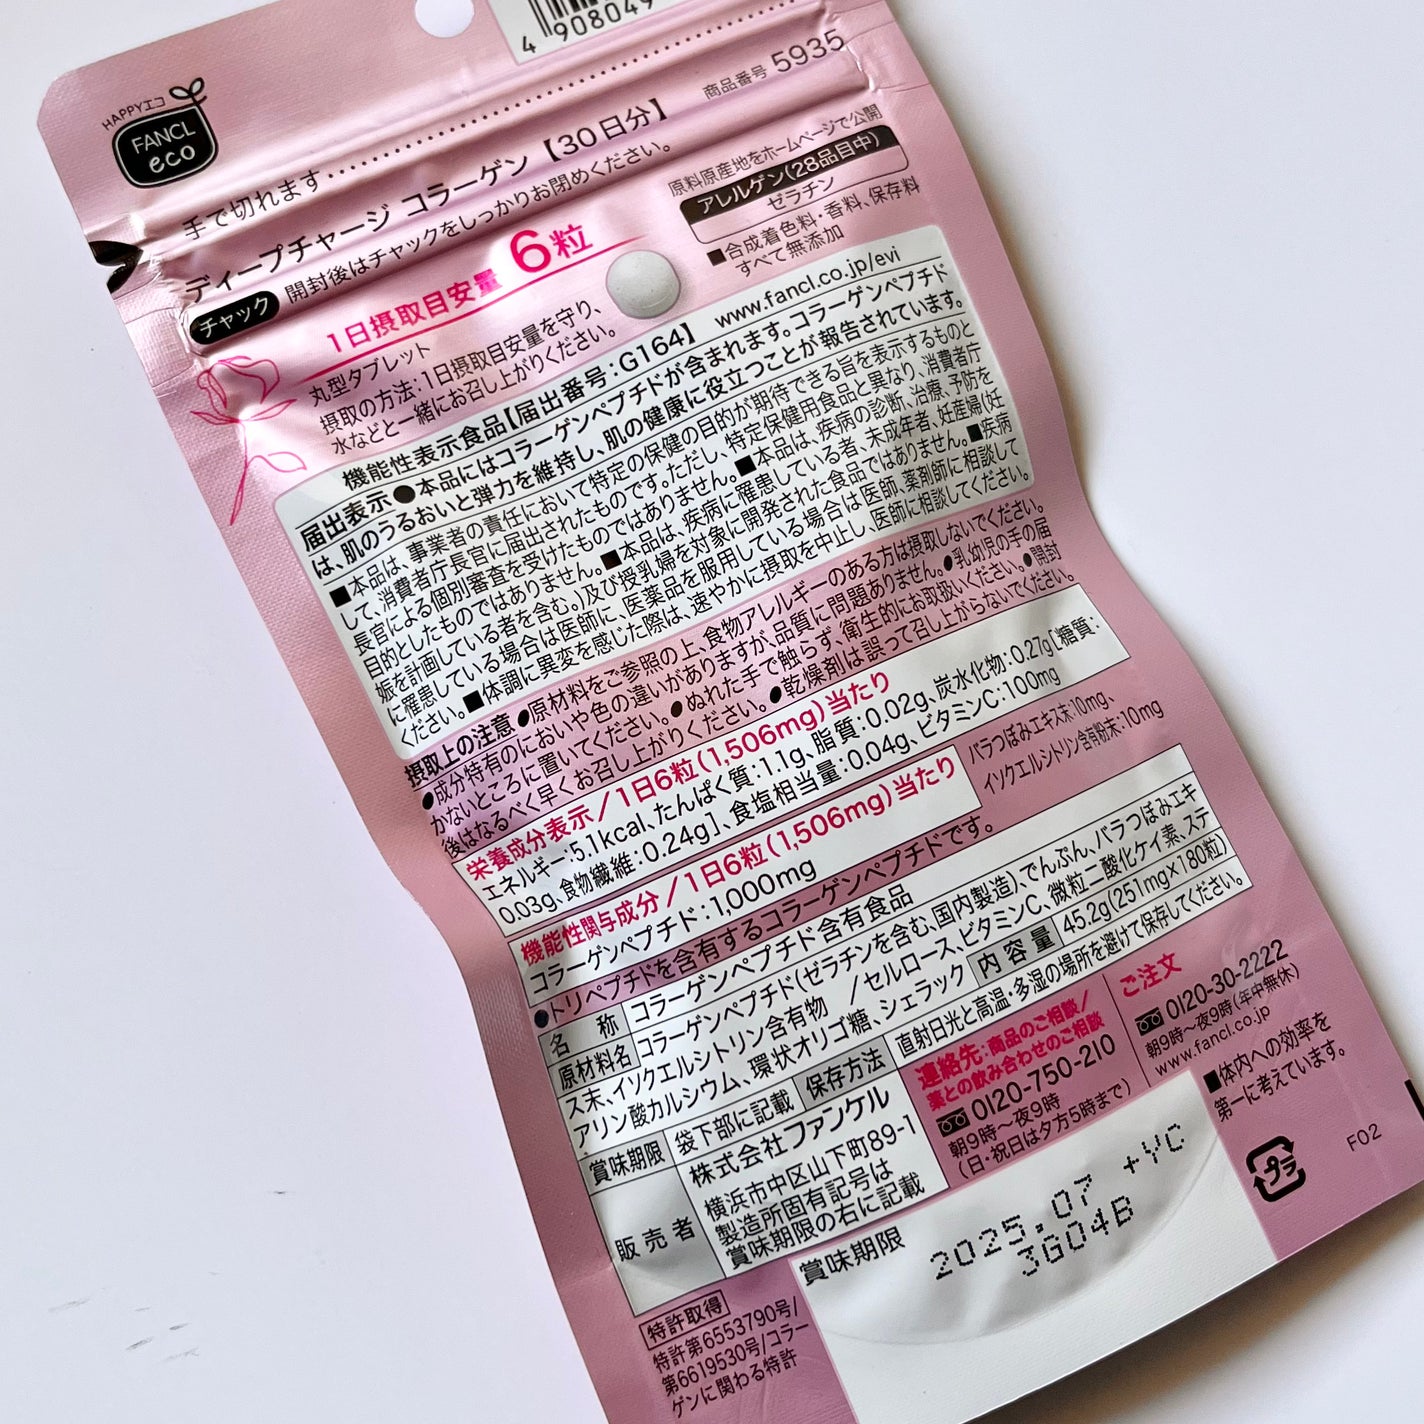 4 908049
HAPPYエコ
FANCL
eco
商品番号 5935
手で切れます
ディープチャージ コラーゲン【30日分】
チャック 開封後はチャックをしっかりお閉めください。
原料原産地をホームページで公開
アレルゲン(28品目中)
ゼラチン
■合成着色料・香料、保存料
すべて無添加
1日摂取目安量 6粒
丸型タブレット
摂取の方法:1日摂取目安量を守り、
水などと一緒にお召し上がりください。
機能性表示食品【届出番号:G164】 www.fancl.co.jp/evi
届出表示 ●本品にはコラーゲンペプチドが含まれます。コラーゲンペプチド
は、肌のうるおいと弾力を維持し、肌の健康に役立つことが報告されています。
■本品は、事業者の責任において特定の保健の目的が期待できる旨を表示するものと
して、消費者庁長官に届出されたものです。ただし、特定保健用食品と異なり、消費者庁
長官による個別審査を受けたものではありません。■本品は、疾病の診断、治療、予防を
目的としたものではありません。■本品は、疾病に罹患している者、未成年者、妊産婦(妊
娠を計画している者を含む。)及び授乳婦を対象に開発された食品ではありません。■疾病
に罹患している場合は医師に、医薬品を服用している場合は医師、薬剤師に相談して
ください。■体調に異変を感じた際は、速やかに摂取を中止し、医師に相談してください。
摂取上の注意 ●原材料をご参照の上、食物アレルギーのある方は摂取しないでください。
●成分特有のにおいや色の違いがありますが、品質に問題ありません。●乳幼児の手の届
かないところに置いてください。●ぬれた手で触らず、衛生的にお取扱いください。●開封
後はなるべく早くお召し上がりください。●乾燥剤は誤って召し上がらないでください。
栄養成分表示/1日6粒(1,506mg)当たり
エネルギー:5.1kcal、たんぱく質:1.1g、脂質:0.02g、炭水化物:0.27g[糖質:
0.03g、食物繊維:0.24g]、食塩相当量:0.04g、ビタミンC:100mg
機能性関与成分/1日6粒(1,506mg)当たり
コラーゲンペプチド:1,000mg
バラつぼみエキス末:10mg、
イソクエルシトリン含有粉末:10mg
●トリペプチドを含有するコラーゲンペプチドです。
名 称 コラーゲンペプチド含有食品
原材料名 コラーゲンペプチド(ゼラチンを含む、国内製造)、でんぷん、バラつぼみエキ
ス末、イソクエルシトリン含有物 /セルロース、ビタミンC、微粒二酸化ケイ素、ステ
アリン酸カルシウム、環状オリゴ糖、シェラック 内容量 45.2g(251mg×180粒)
賞味期限 袋下部に記載 保存方法 直射日光と高温・多湿の場所を避けて保存してください。
販売者 株式会社ファンケル
横浜市中区山下町89-1
製造所固有記号は
賞味期限の右に記載
連絡先:商品のご相談/
薬との飲み合わせのご相談
0120-750-210
朝9時〜夜9時
(日・祝日は夕方5時まで)
ご注文
0120-30-2222
朝9時〜夜9時(年中無休)
www.fancl.co.jp
■体内への効率を
第一に考えています。
プラ
F02
賞味期限 2025.07 +YC
3G04B
特許取得
特許第6553790号/
第6619530号/コラー
ゲンに関わる特許